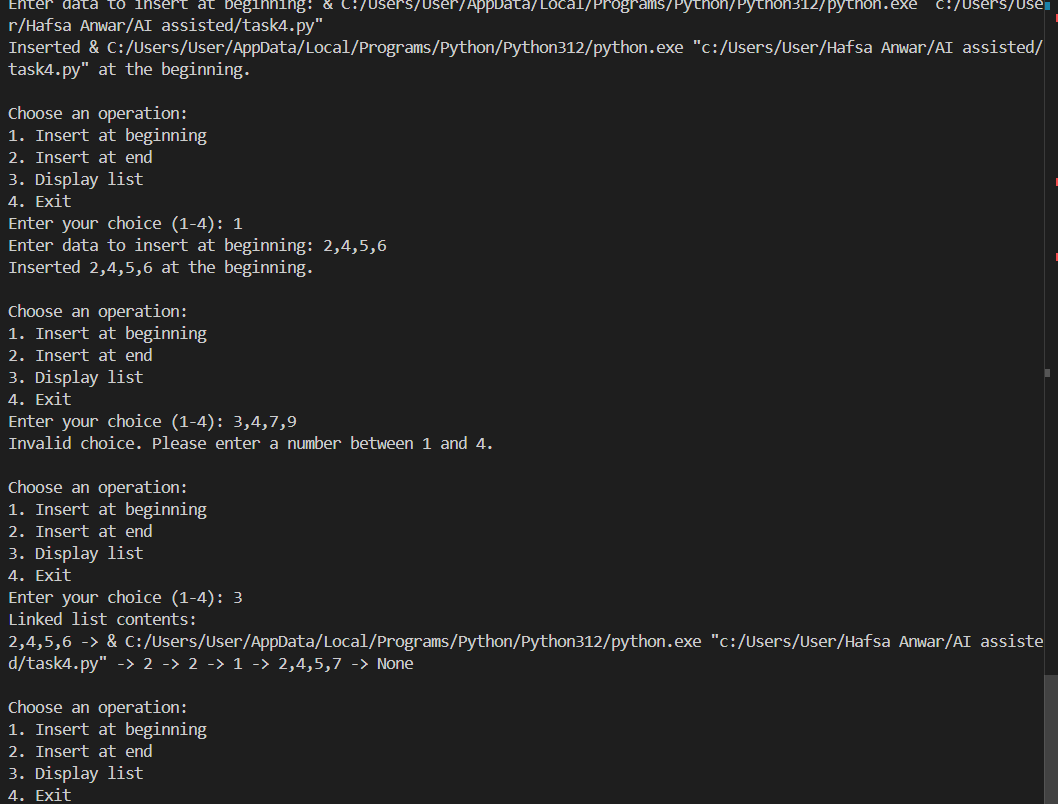 Enter data to insert at beginning: & C:/Users/User/AppData/Local/Programs/Python/Python312/python.exe "c:/Users/Use
r/Hafsa Anwar/AI assisted/task4.py"
Inserted & C:/Users/User/AppData/Local/Programs/Python/Python312/python.exe "c:/Users/User/Hafsa Anwar/AI assisted/
task4.py" at the beginning.

Choose an operation:
1. Insert at beginning
2. Insert at end
3. Display list
4. Exit
Enter your choice (1-4): 1
Enter data to insert at beginning: 2,4,5,6
Inserted 2,4,5,6 at the beginning.

Choose an operation:
1. Insert at beginning
2. Insert at end
3. Display list
4. Exit
Enter your choice (1-4): 3,4,7,9
Invalid choice. Please enter a number between 1 and 4.

Choose an operation:
1. Insert at beginning
2. Insert at end
3. Display list
4. Exit
Enter your choice (1-4): 3
Linked list contents:
2,4,5,6 -> & C:/Users/User/AppData/Local/Programs/Python/Python312/python.exe "c:/Users/User/Hafsa Anwar/AI assiste
d/task4.py" -> 2 -> 2 -> 1 -> 2,4,5,7 -> None

Choose an operation:
1. Insert at beginning
2. Insert at end
3. Display list
4. Exit